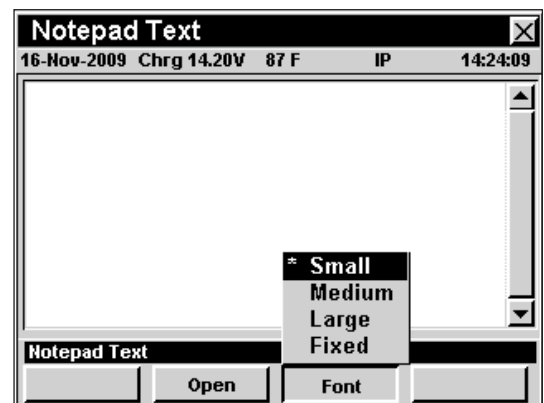 Notepad Text
16-Nov-2009 Chrg 14.20V 87 F IP 14:24:09
* Small
Medium
Large
Fixed
Notepad Text
Open Font